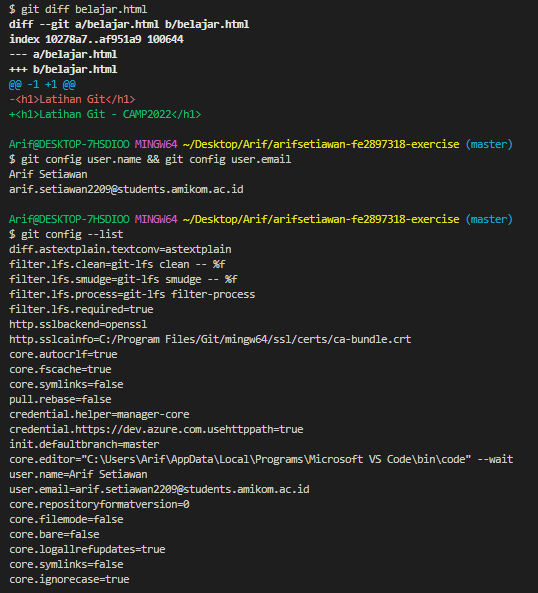 $ git diff belajar.html
diff --git a/belajar.html b/belajar.html
index 10278a7..af951a9 100644
--- a/belajar.html
+++ b/belajar.html
@@ -1 +1 @@
-<h1>Latihan Git</h1>
+<h1>Latihan Git - CAMP2022</h1>
Arif@DESKTOP-7HSDIOO MINGW64 ~/Desktop/Arif/arifsetiawan-fe2897318-exercise (master)
$ git config user.name && git config user.email
Arif Setiawan
arif.setiawan2209@students.amikom.ac.id
Arif@DESKTOP-7HSDIOO MINGW64 ~/Desktop/Arif/arifsetiawan-fe2897318-exercise (master)
$ git config --list
diff.astextplain.textconv=astextplain
filter.lfs.clean=git-lfs clean -- %f
filter.lfs.smudge=git-lfs smudge -- %f
filter.lfs.process=git-lfs filter-process
filter.lfs.required=true
http.sslbackend=openssl
http.sslcainfo=C:/Program Files/Git/mingw64/ssl/certs/ca-bundle.crt
core.autocrlf=true
core.fscache=true
core.symlinks=false
pull.rebase=false
credential.helper=manager-core
credential.https://dev.azure.com.usehttppath=true
init.defaultbranch=master
core.editor="C:\Users\Arif\AppData\Local\Programs\Microsoft VS Code\bin\code" --wait
user.name=Arif Setiawan
user.email=arif.setiawan2209@students.amikom.ac.id
core.repositoryformatversion=0
core.filemode=false
core.bare=false
core.logallrefupdates=true
core.symlinks=false
core.ignorecase=true